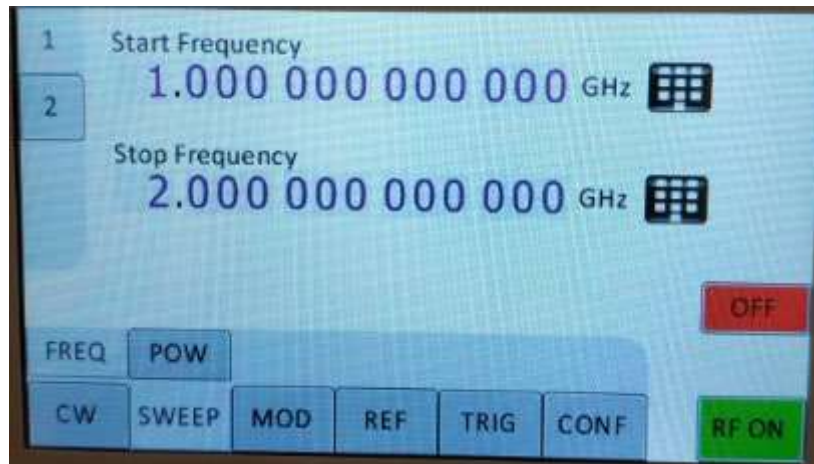 1
Start Frequency
1.000 000 000 000 GHz
2
Stop Frequency
2.000 000 000 000 GHz
OFF
FREQ POW
CW SWEEP MOD REF TRIG CONF RF ON